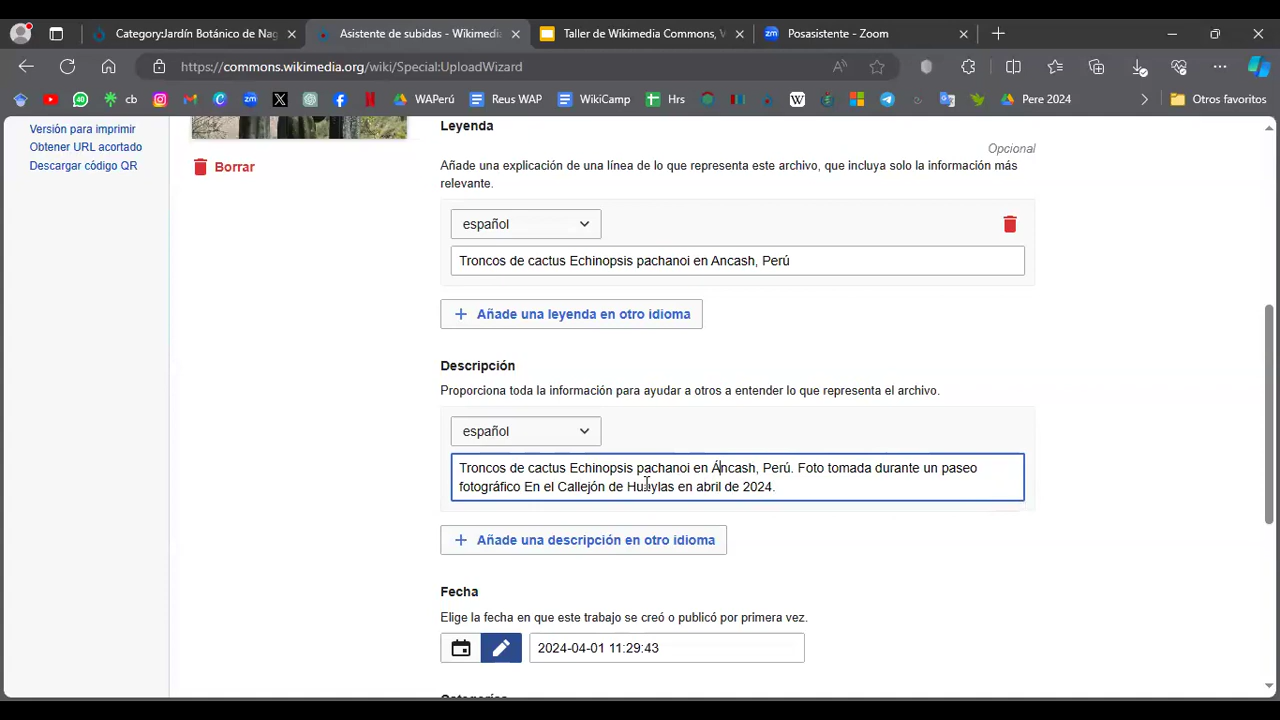 CategoryJardín Botánico de Nag
Asistente de subidas - Wikimedia
Taller de Wikimedia Commons, V
Posasistente - Zoom
https://commons.wikimedia.org/wiki/Special:UploadWizard
cb
WAPerú
Reus WAP
WikiCamp
Hrs
Pere 2024
Otros favoritos
Versión para imprimir
Obtener URL acortado
Descargar código QR
Borrar
Leyenda
Opcional
Añade una explicación de una línea de lo que representa este archivo, que incluya solo la información más
relevante.
español
Troncos de cactus Echinopsis pachanoi en Ancash, Perú
+ Añade una leyenda en otro idioma
Descripción
Proporciona toda la información para ayudar a otros a entender lo que representa el archivo.
español
Troncos de cactus Echinopsis pachanoi en Áncash, Perú. Foto tomada durante un paseo
fotográfico En el Callejón de Huaylas en abril de 2024.
+ Añade una descripción en otro idioma
Fecha
Elige la fecha en que este trabajo se creó o publicó por primera vez.
2024-04-01 11:29:43
Categorías